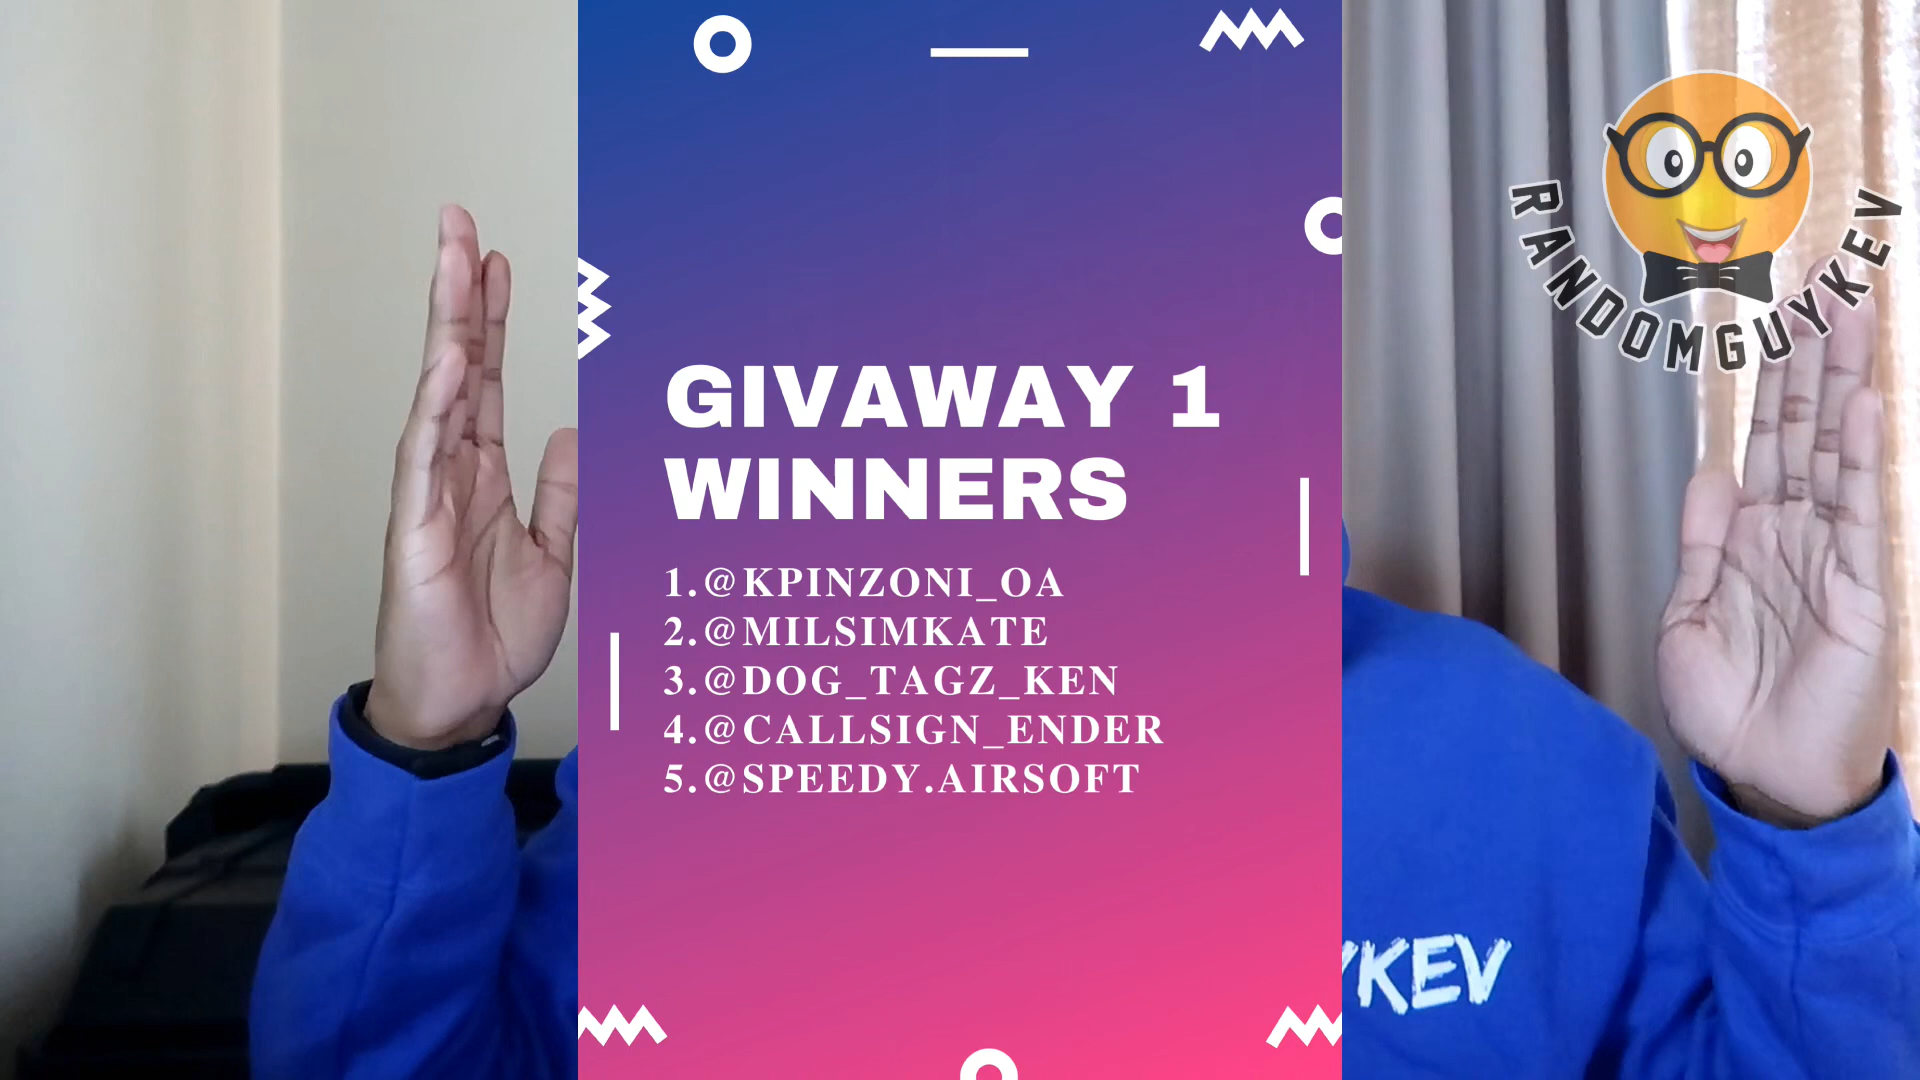 GIVAWAY 1
WINNERS
1.@KPINZONI_OA
2.@MILSIMKATE
3.@DOG_TAGZ_KEN
4.@CALLSIGN_ENDER
5.@SPEEDY.AIRSOFT
RANDOMGUYKEV
YKEV